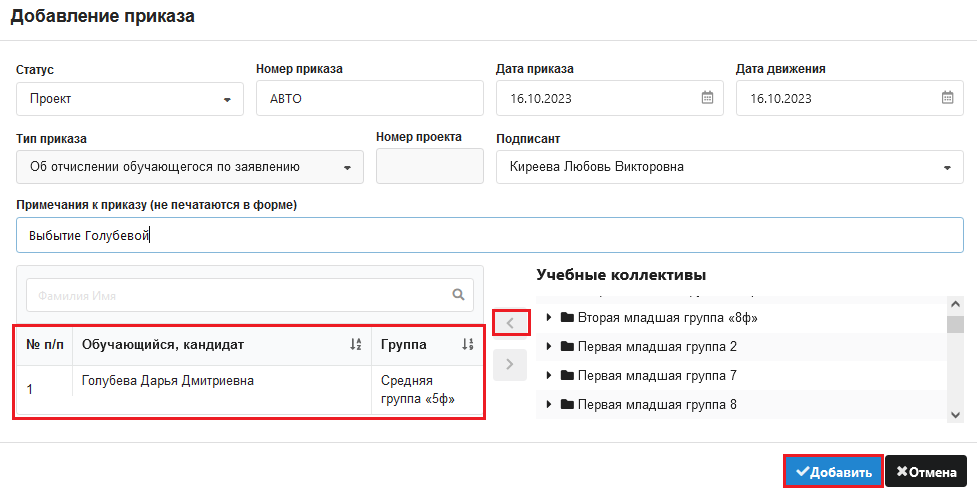 Добавление приказа
Статус
Номер приказа
Дата приказа
Дата движения
Проект
АВТО
16.10.2023
16.10.2023
Тип приказа
Номер проекта
Подписант
Об отчислении обучающегося по заявлению
Киреева Любовь Викторовна
Примечания к приказу (не печатаются в форме)
Выбытие Голубевой
Фамилия Имя
№ п/п
Обучающийся, кандидат
Группа
1
Голубева Дарья Дмитриевна
Средняя
группа «5ф»
Учебные коллективы
Вторая младшая группа «8ф»
Первая младшая группа 2
Первая младшая группа 7
Первая младшая группа 8
Добавить
Отмена